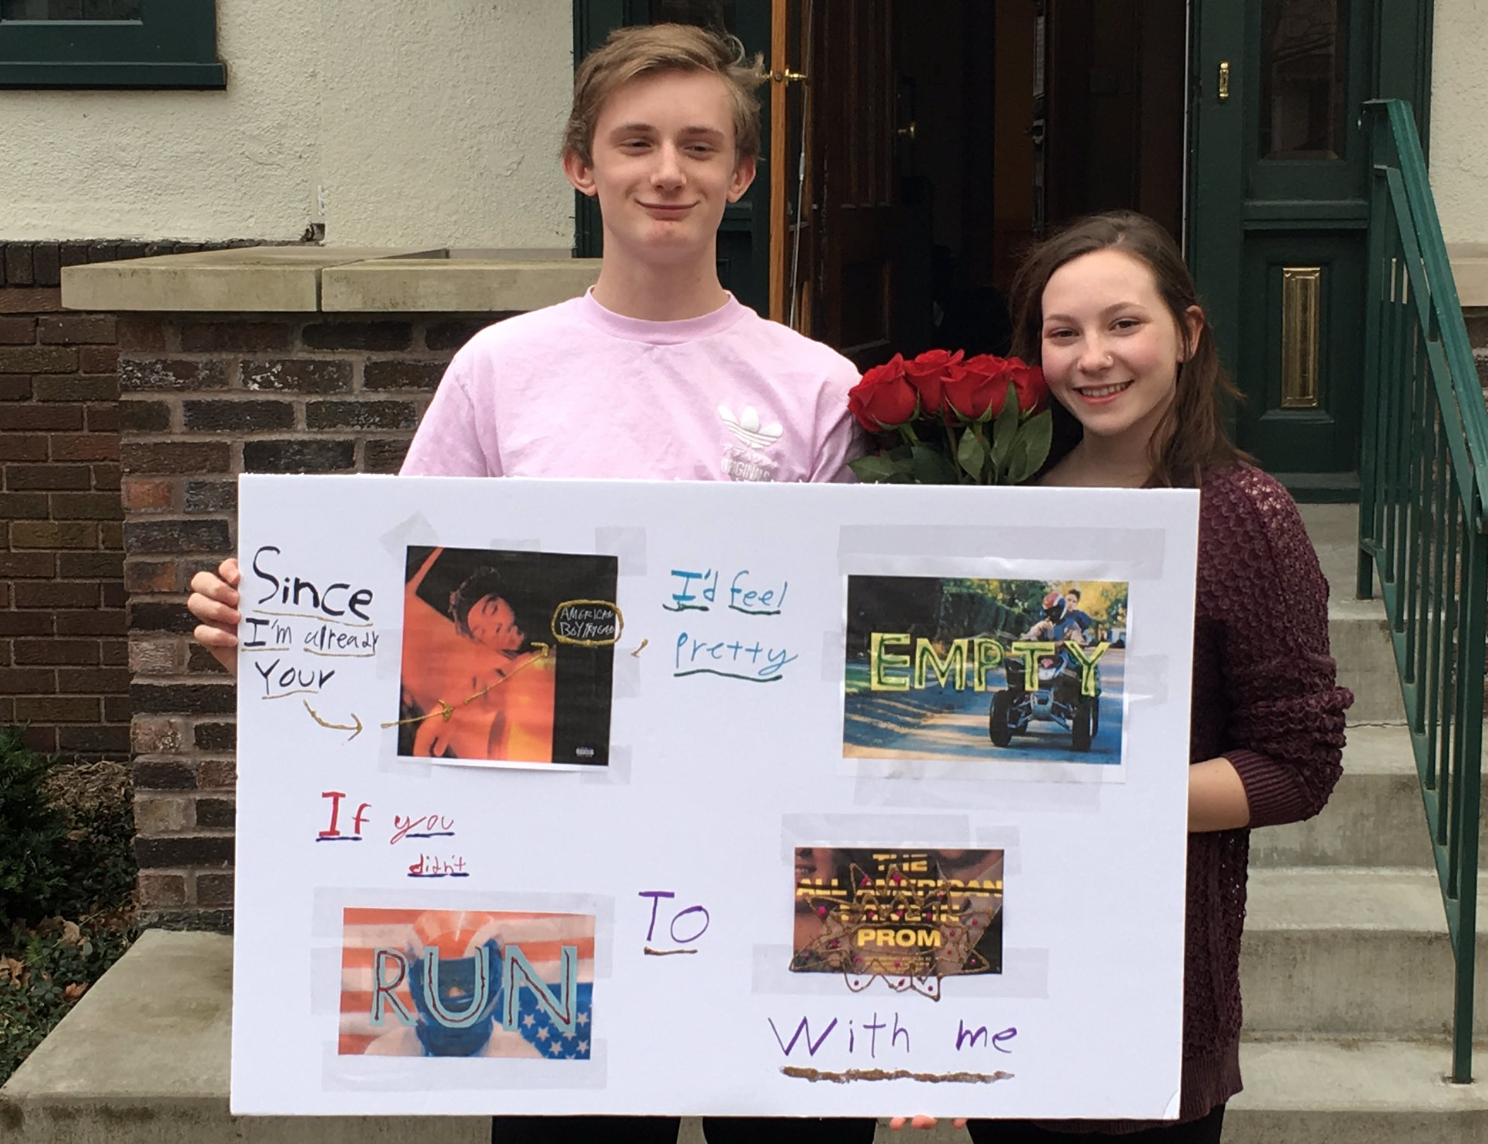 Since
I'm already
Your
AMERICAN
BOYFRIEND
I'd feel
Pretty
EMPTY
If you
didn't
RUN
TO
THE
ALL AMERICAN
PROM
With me